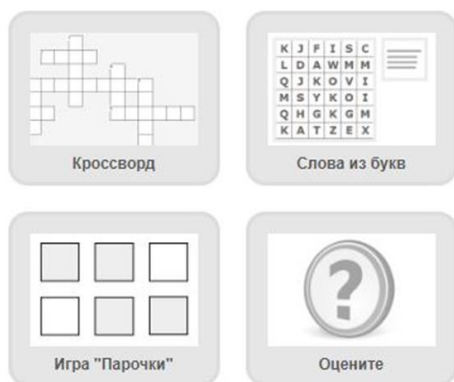 K J F I S C
L D A W M M
Q J K O V I
M S Y K O I
Q H G K G M
K A T Z E X
Кроссворд
Слова из букв
?
Игра "Парочки"
Оцените